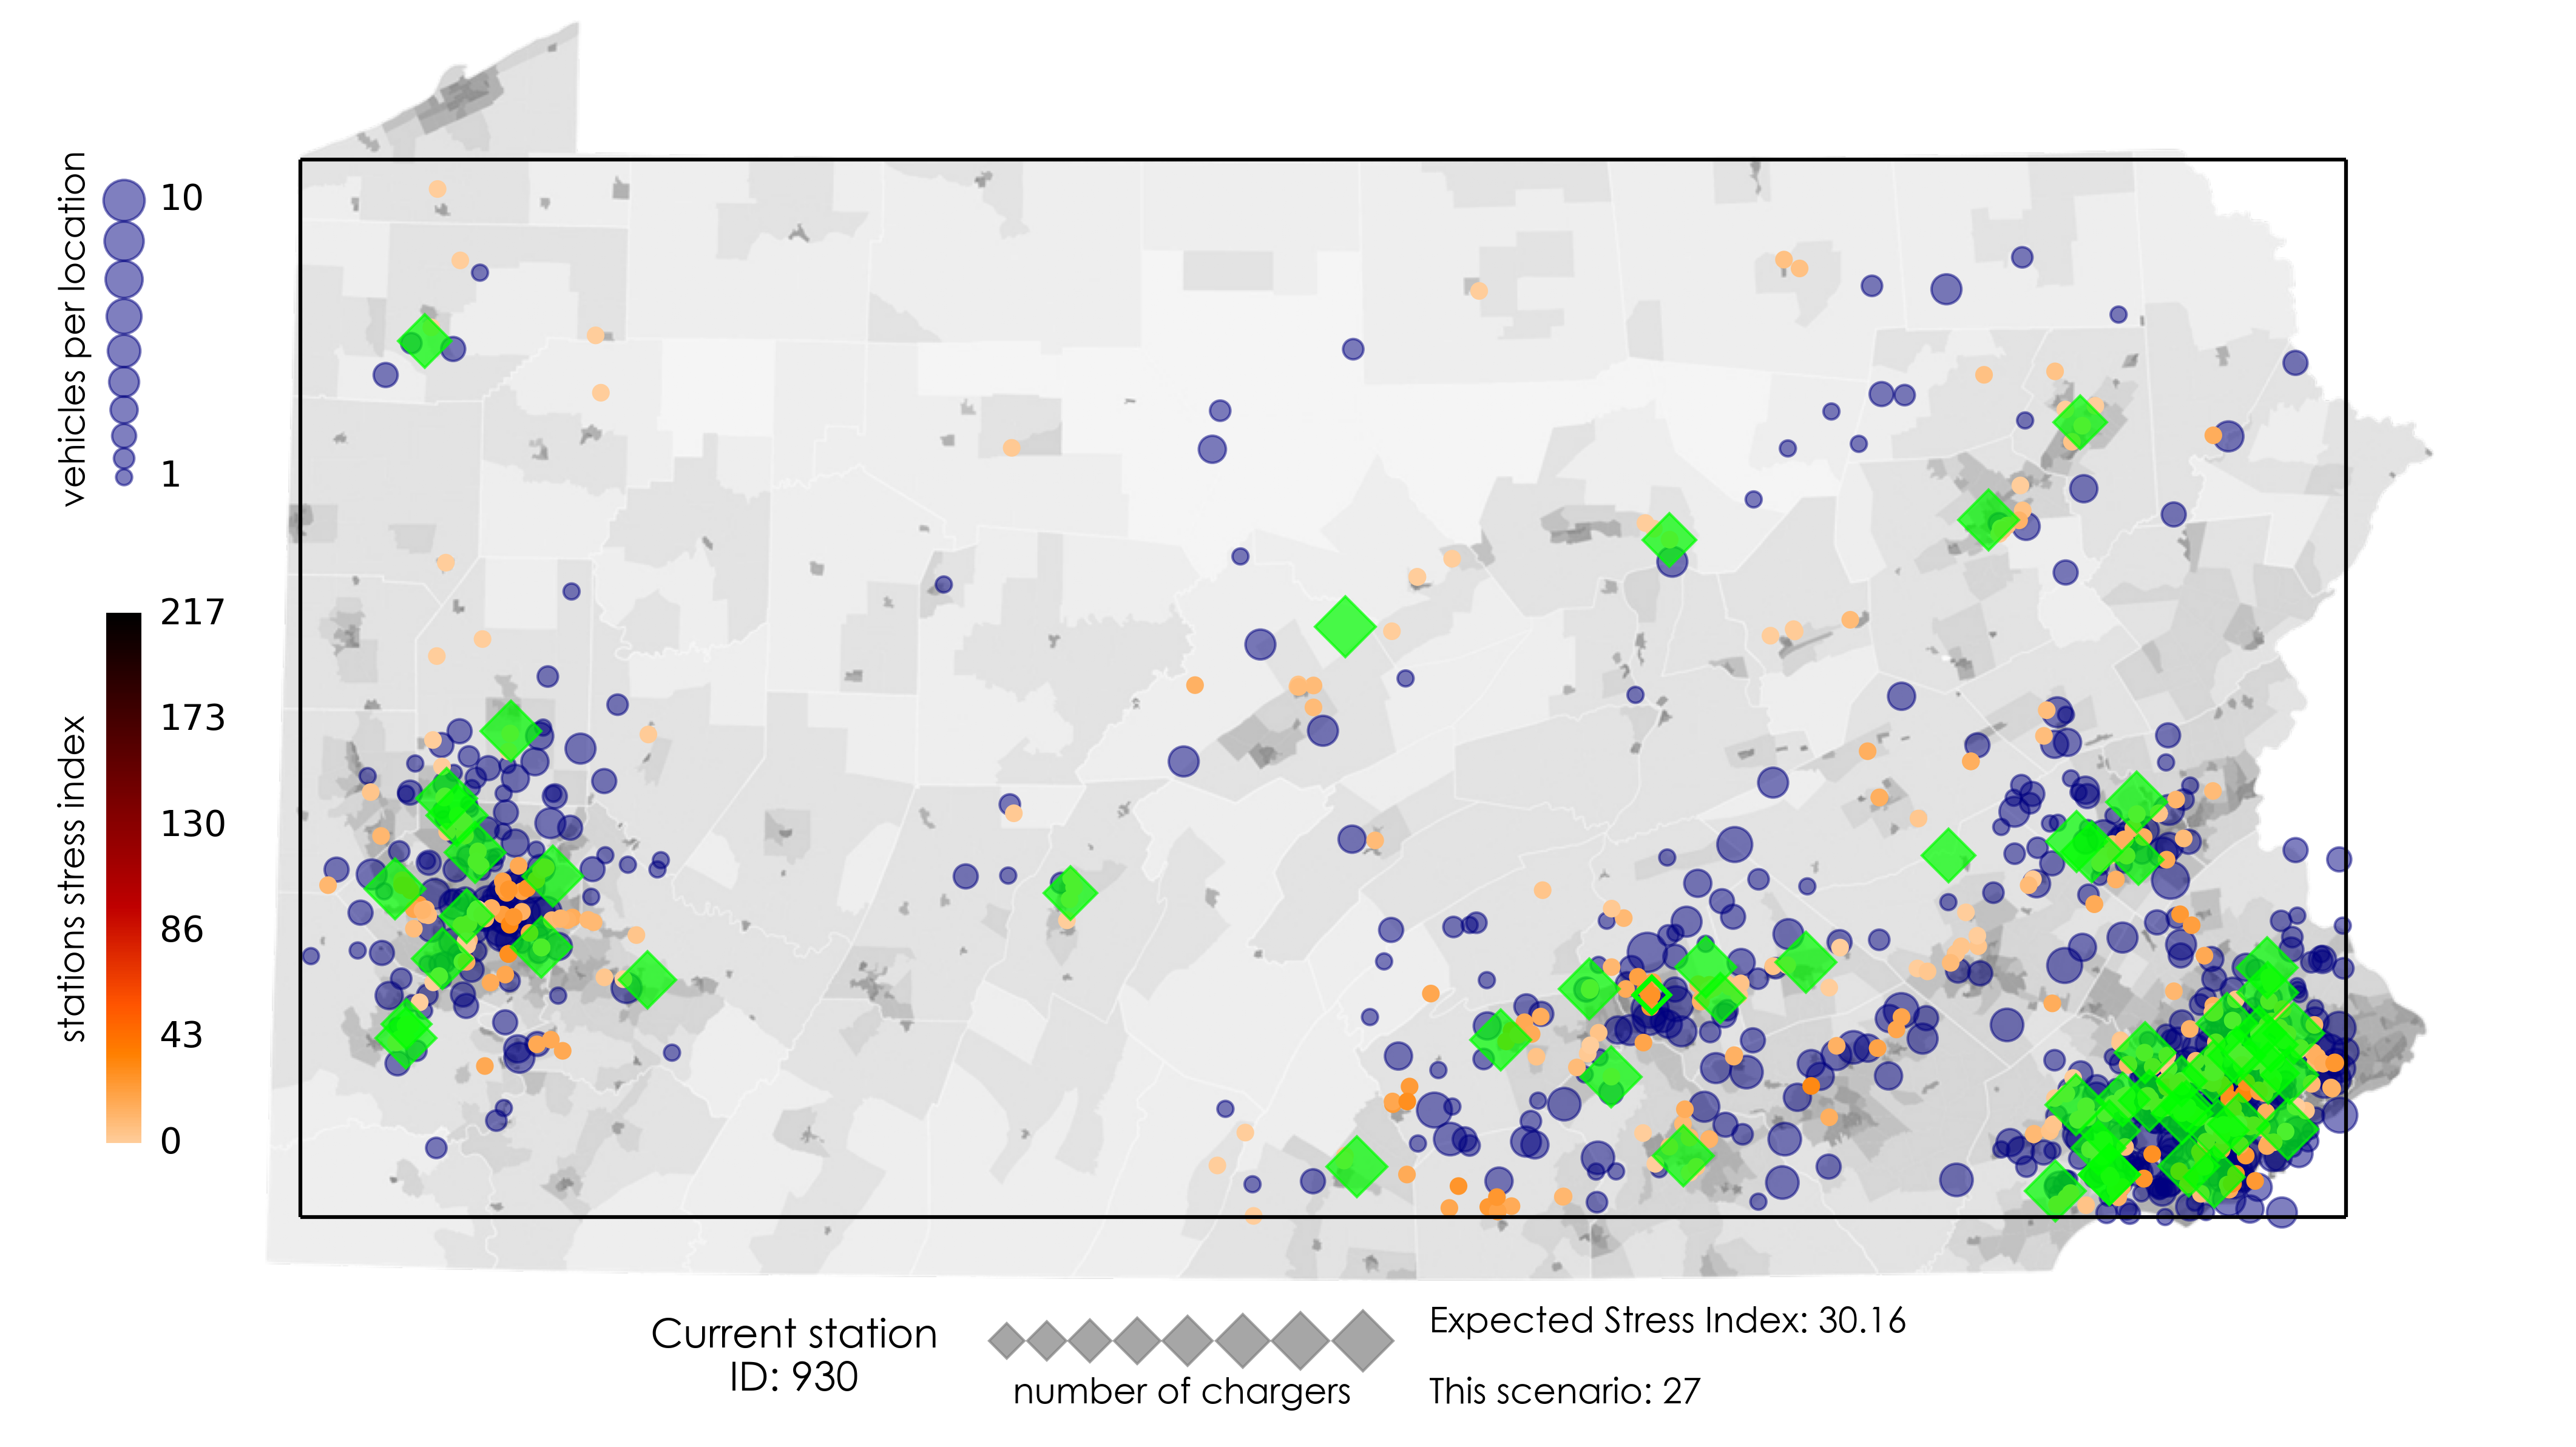 vehicles per location
10
1
stations stress index
217
173
130
86
43
0
Current station
ID: 930
number of chargers
Expected Stress Index: 30.16
This scenario: 27